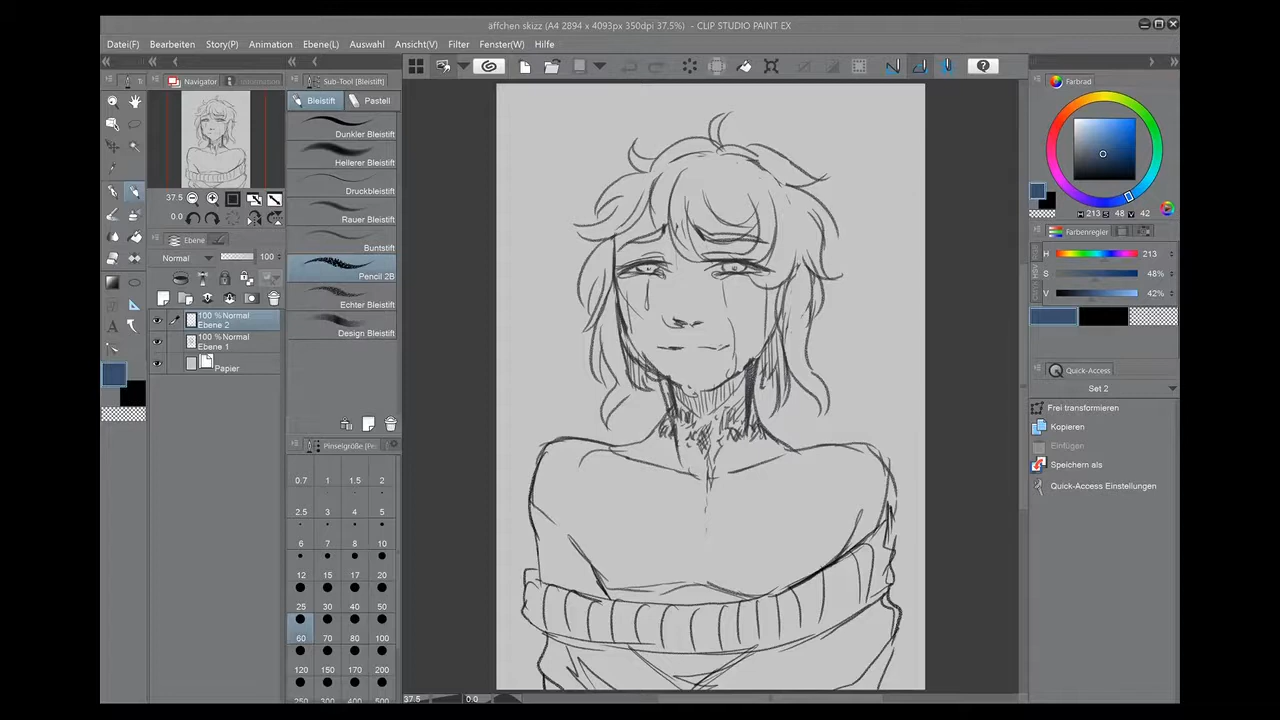 äffchen skizz (A4 2894 x 4093px 350dpi 37.5%) - CLIP STUDIO PAINT EX
Datei(F) Bearbeiten Story(P) Animation Ebene(L) Auswahl Ansicht(V) Filter Fenster(W) Hilfe
Navigator
37.5
0.0
Ebene
Normal 100
100 %Normal
Ebene 2
100 %Normal
Ebene 1
Papier
Sub-Tool [Bleistift]
Bleistift Pastell
Dunkler Bleistift
Hellerer Bleistift
Druckbleistift
Rauer Bleistift
Buntstift
Pencil 2B
Echter Bleistift
Design Bleistift
Pinselgröße
0.7 1 1.5 2
2.5 3 4 5
6 7 8 10
12 15 17 20
25 30 40 50
60 70 80 100
120 150 170 200
37.5 0.0
Farbrad
H 213 S 48 V 42
Farbenregler
H 213
S 48%
V 42%
Quick-Access
Set 2
Frei transformieren
Kopieren
Einfügen
Speichern als
Quick-Access Einstellungen